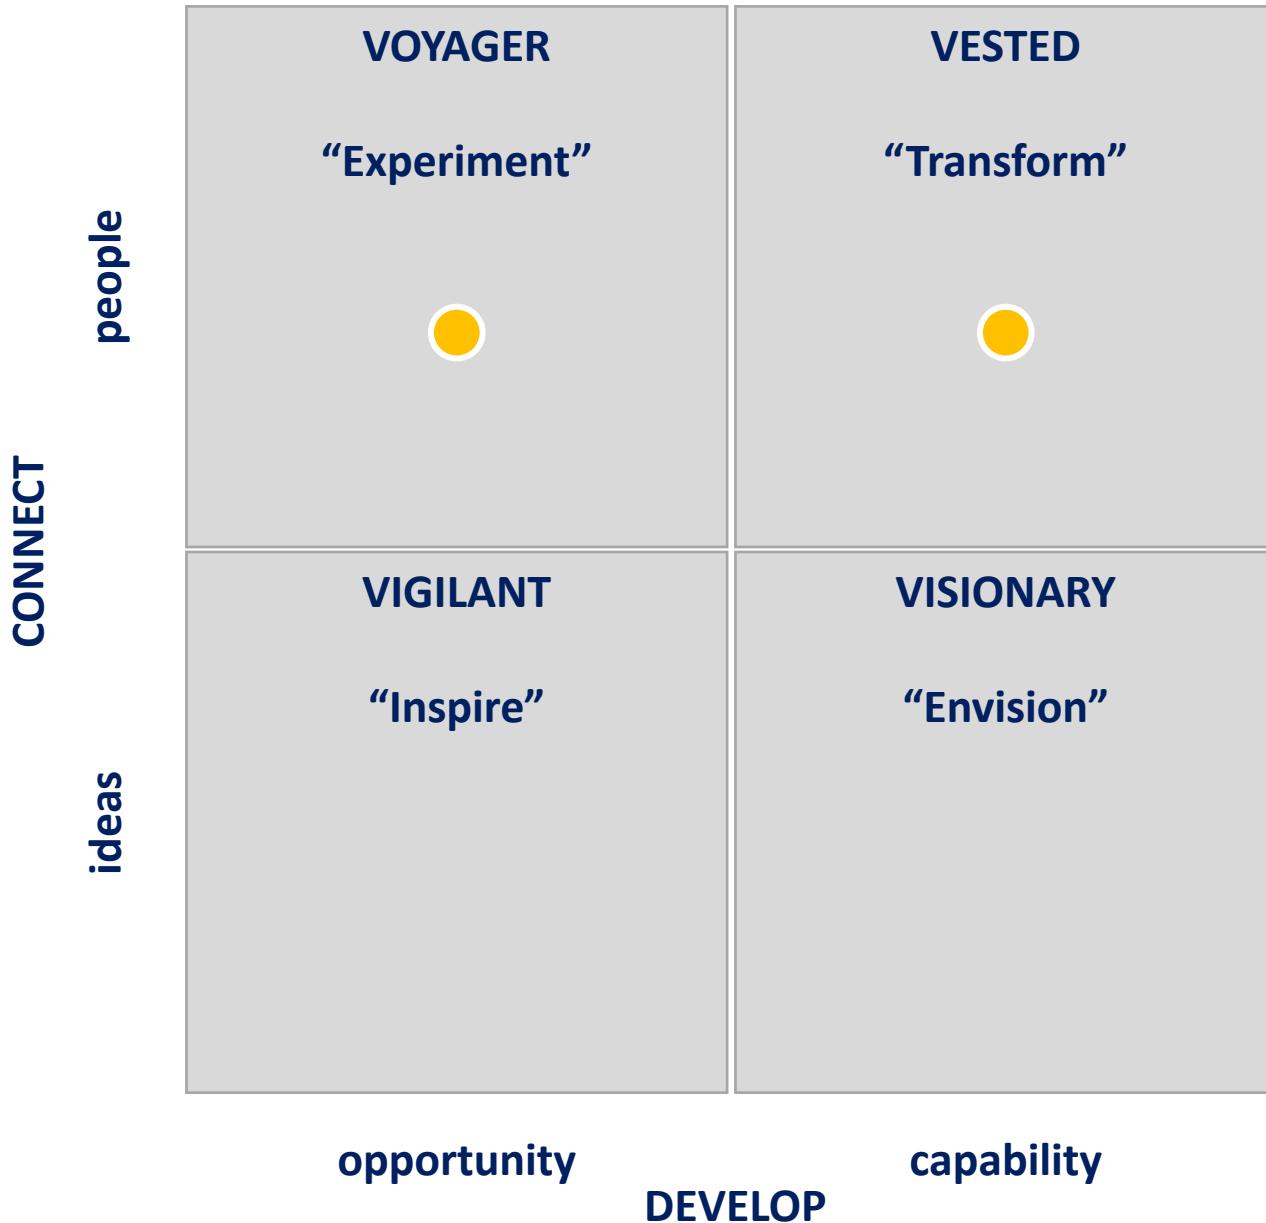 VOYAGER
VESTED
“Experiment”
“Transform”
people
CONNECT
VIGILANT
VISIONARY
“Inspire”
“Envision”
ideas
opportunity
capability
DEVELOP